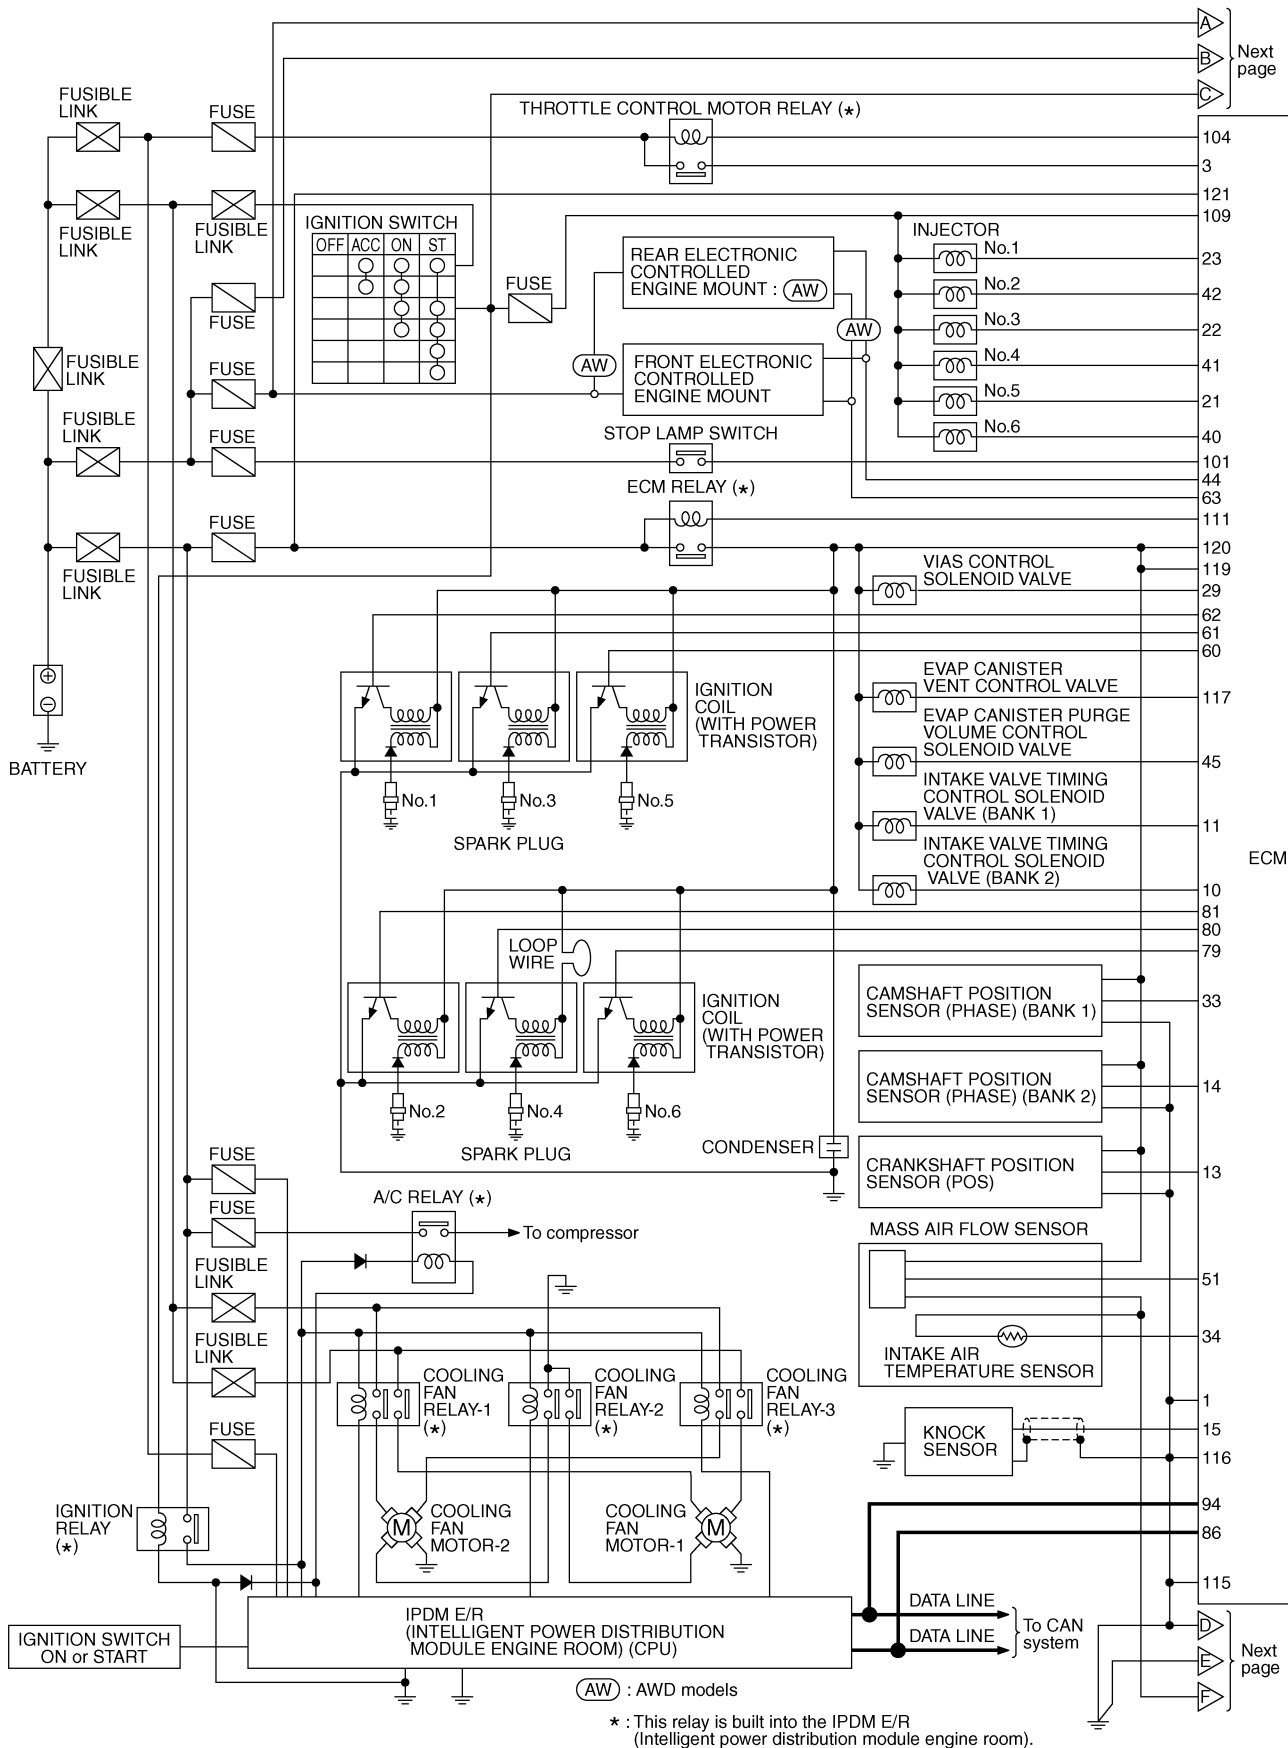 A
B
Next
page
C
FUSIBLE
LINK
FUSE
THROTTLE CONTROL MOTOR RELAY (*)
104
3
121
109
FUSIBLE
LINK
FUSIBLE
LINK
IGNITION SWITCH
OFF ACC ON ST
FUSE
REAR ELECTRONIC
CONTROLLED
ENGINE MOUNT : AW
INJECTOR
No.1
23
No.2
42
No.3
22
No.4
41
No.5
21
No.6
40
FUSE
AW
AW
FRONT ELECTRONIC
CONTROLLED
ENGINE MOUNT
FUSIBLE
LINK
FUSE
FUSIBLE
LINK
FUSE
STOP LAMP SWITCH
101
44
63
ECM RELAY (*)
111
FUSE
120
119
FUSIBLE
LINK
VIAS CONTROL
SOLENOID VALVE
29
62
61
60
BATTERY
IGNITION
COIL
(WITH POWER
TRANSISTOR)
No.1
No.3
No.5
SPARK PLUG
EVAP CANISTER
VENT CONTROL VALVE
117
EVAP CANISTER PURGE
VOLUME CONTROL
SOLENOID VALVE
45
INTAKE VALVE TIMING
CONTROL SOLENOID
VALVE (BANK 1)
11
INTAKE VALVE TIMING
CONTROL SOLENOID
VALVE (BANK 2)
10
ECM
81
80
79
LOOP
WIRE
IGNITION
COIL
(WITH POWER
TRANSISTOR)
No.2
No.4
No.6
SPARK PLUG
CAMSHAFT POSITION
SENSOR (PHASE) (BANK 1)
33
CAMSHAFT POSITION
SENSOR (PHASE) (BANK 2)
14
CONDENSER
CRANKSHAFT POSITION
SENSOR (POS)
13
FUSE
FUSE
A/C RELAY (*)
To compressor
MASS AIR FLOW SENSOR
51
34
INTAKE AIR
TEMPERATURE SENSOR
FUSIBLE
LINK
FUSIBLE
LINK
COOLING
FAN
RELAY-1
(*)
COOLING
FAN
RELAY-2
(*)
COOLING
FAN
RELAY-3
(*)
1
KNOCK
SENSOR
15
116
FUSE
IGNITION
RELAY
(*)
M
COOLING
FAN
MOTOR-2
COOLING
FAN
MOTOR-1
M
94
86
115
IPDM E/R
(INTELLIGENT POWER DISTRIBUTION
MODULE ENGINE ROOM) (CPU)
DATA LINE
DATA LINE
To CAN
system
IGNITION SWITCH
ON or START
D
E
Next
page
F
AW : AWD models
* : This relay is built into the IPDM E/R
(Intelligent power distribution module engine room).